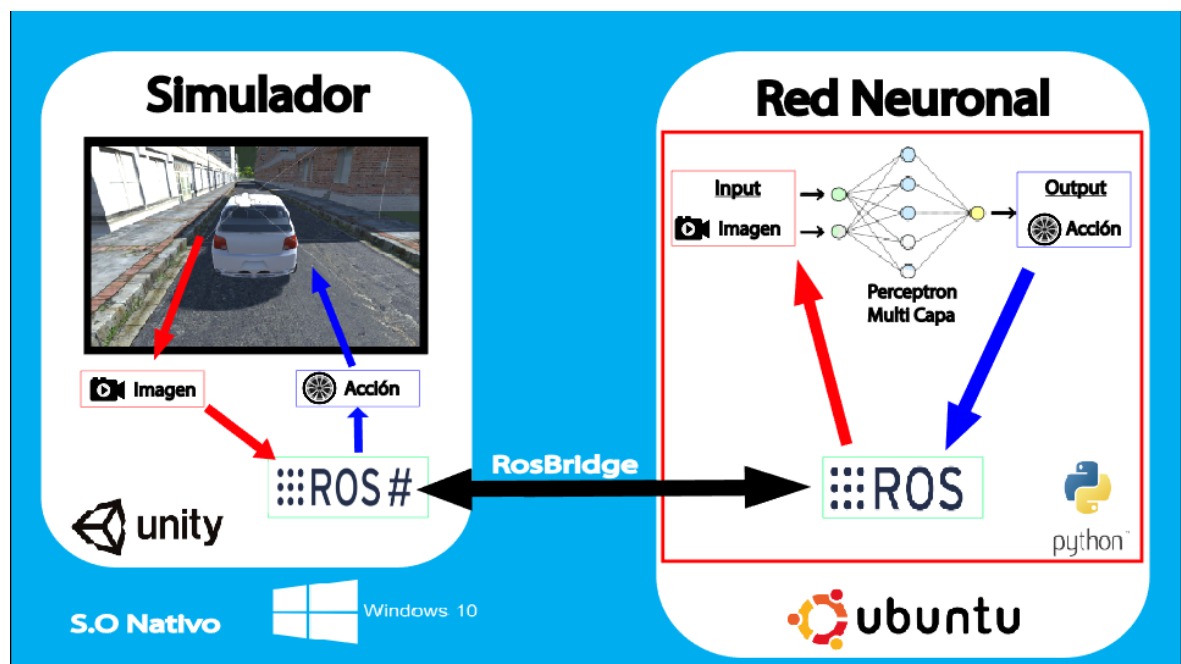 Simulador
Imagen
Acción
ROS#
unity
RosBridge
Red Neuronal
Input
Imagen
Perceptron
Multi Capa
Output
Acción
ROS
python™
ubuntu
S.O Nativo
Windows 10